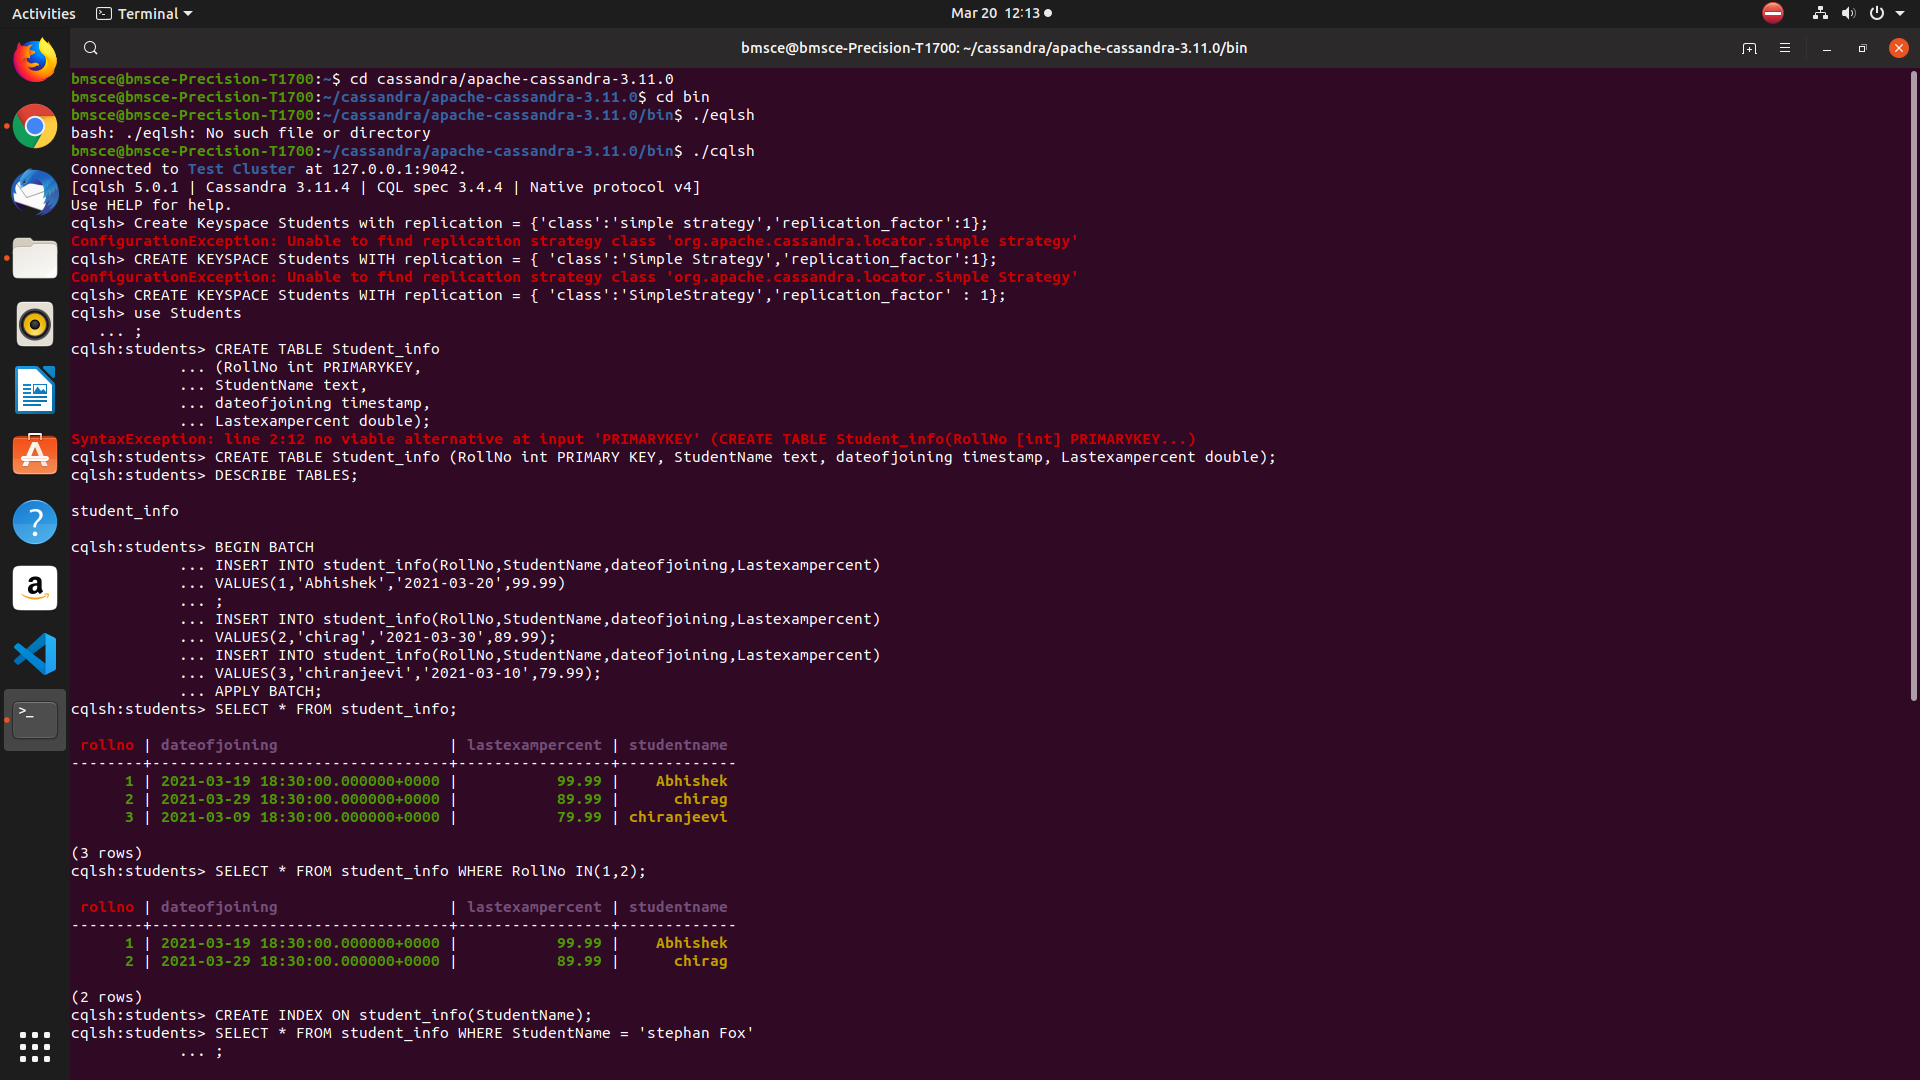 Activities Terminal Mar 20 12:13
bmsce@bmsce-Precision-T1700: ~/cassandra/apache-cassandra-3.11.0/bin
bmsce@bmsce-Precision-T1700:~$ cd cassandra/apache-cassandra-3.11.0
bmsce@bmsce-Precision-T1700:~/cassandra/apache-cassandra-3.11.0$ cd bin
bmsce@bmsce-Precision-T1700:~/cassandra/apache-cassandra-3.11.0/bin$ ./eqlsh
bash: ./eqlsh: No such file or directory
bmsce@bmsce-Precision-T1700:~/cassandra/apache-cassandra-3.11.0/bin$ ./cqlsh
Connected to Test Cluster at 127.0.0.1:9042.
[cqlsh 5.0.1 | Cassandra 3.11.4 | CQL spec 3.4.4 | Native protocol v4]
Use HELP for help.
cqlsh> Create Keyspace Students with replication = {'class':'simple strategy','replication_factor':1};
ConfigurationException: Unable to find replication strategy class 'org.apache.cassandra.locator.simple strategy'
cqlsh> CREATE KEYSPACE Students WITH replication = { 'class':'Simple Strategy','replication_factor':1};
ConfigurationException: Unable to find replication strategy class 'org.apache.cassandra.locator.Simple Strategy'
cqlsh> CREATE KEYSPACE Students WITH replication = { 'class':'SimpleStrategy','replication_factor' : 1};
cqlsh> use Students
   ... ;
cqlsh:students> CREATE TABLE Student_info
            ... (RollNo int PRIMARYKEY,
            ... StudentName text,
            ... dateofjoining timestamp,
            ... Lastexampercent double);
SyntaxException: line 2:12 no viable alternative at input 'PRIMARYKEY' (CREATE TABLE Student_info(RollNo [int] PRIMARYKEY...)
cqlsh:students> CREATE TABLE Student_info (RollNo int PRIMARY KEY, StudentName text, dateofjoining timestamp, Lastexampercent double);
cqlsh:students> DESCRIBE TABLES;
student_info
cqlsh:students> BEGIN BATCH
            ... INSERT INTO student_info(RollNo,StudentName,dateofjoining,Lastexampercent)
            ... VALUES(1,'Abhishek','2021-03-20',99.99)
            ... ;
            ... INSERT INTO student_info(RollNo,StudentName,dateofjoining,Lastexampercent)
            ... VALUES(2,'chirag','2021-03-30',89.99);
            ... INSERT INTO student_info(RollNo,StudentName,dateofjoining,Lastexampercent)
            ... VALUES(3,'chiranjeevi','2021-03-10',79.99);
            ... APPLY BATCH;
cqlsh:students> SELECT * FROM student_info;
 rollno | dateofjoining                   | lastexampercent | studentname
--------+---------------------------------+-----------------+-------------
      1 | 2021-03-19 18:30:00.000000+0000 |           99.99 |    Abhishek
      2 | 2021-03-29 18:30:00.000000+0000 |           89.99 |      chirag
      3 | 2021-03-09 18:30:00.000000+0000 |           79.99 | chiranjeevi
(3 rows)
cqlsh:students> SELECT * FROM student_info WHERE RollNo IN(1,2);
 rollno | dateofjoining                   | lastexampercent | studentname
--------+---------------------------------+-----------------+-------------
      1 | 2021-03-19 18:30:00.000000+0000 |           99.99 |    Abhishek
      2 | 2021-03-29 18:30:00.000000+0000 |           89.99 |      chirag
(2 rows)
cqlsh:students> CREATE INDEX ON student_info(StudentName);
cqlsh:students> SELECT * FROM student_info WHERE StudentName = 'stephan Fox'
            ... ;